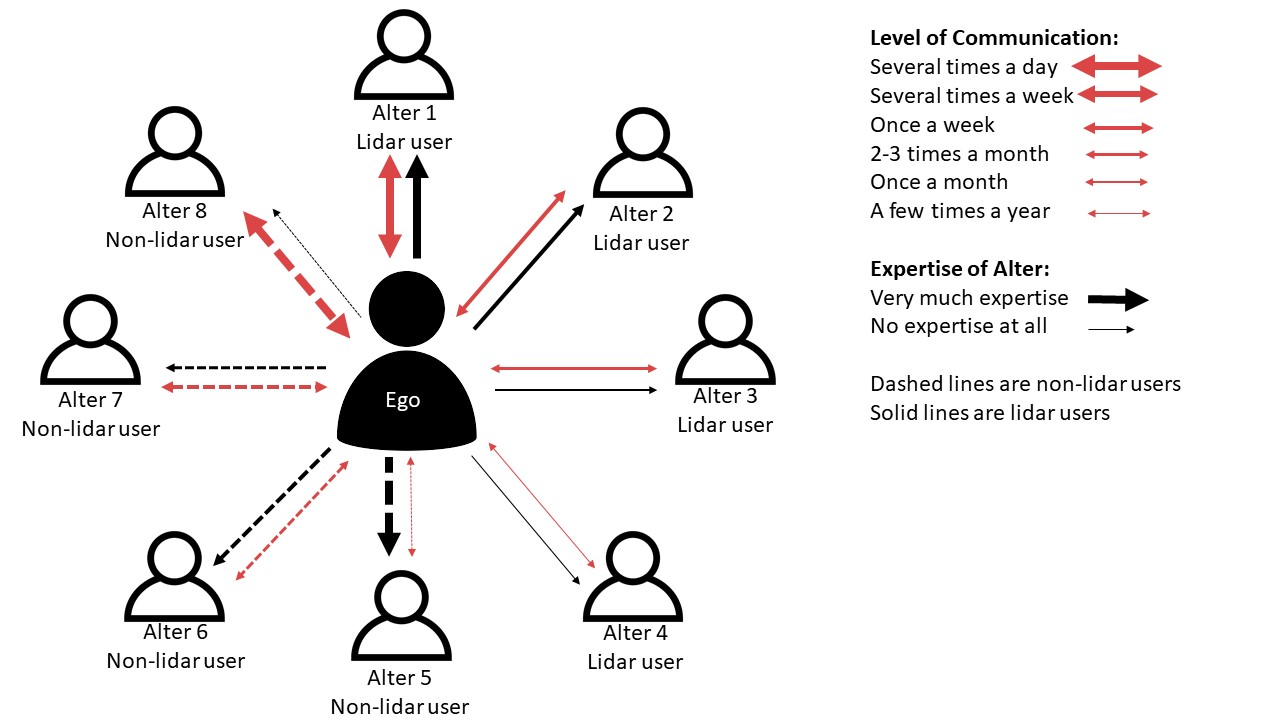 Alter 1
Lidar user
Alter 2
Lidar user
Alter 3
Lidar user
Alter 4
Lidar user
Alter 5
Non-lidar user
Alter 6
Non-lidar user
Alter 7
Non-lidar user
Alter 8
Non-lidar user
Ego
Level of Communication:
Several times a day
Several times a week
Once a week
2-3 times a month
Once a month
A few times a year
Expertise of Alter:
Very much expertise
No expertise at all
Dashed lines are non-lidar users
Solid lines are lidar users